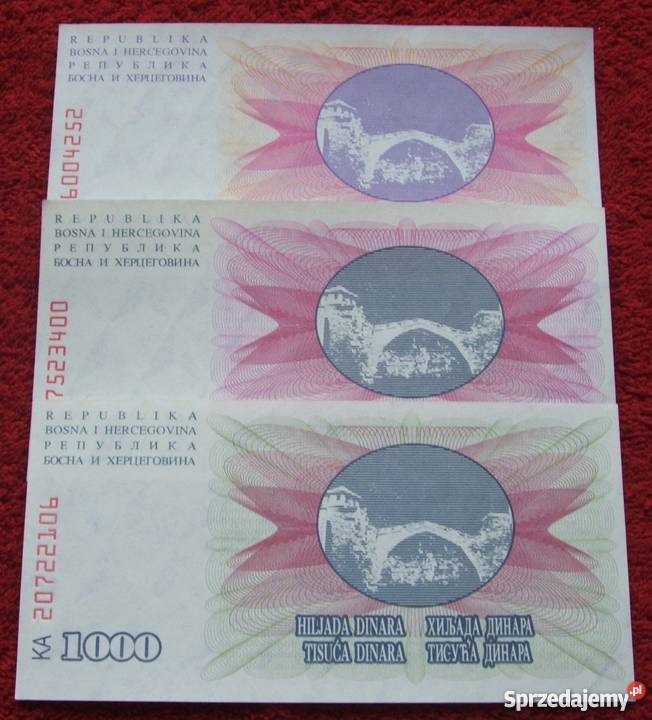 REPUBLIKA
BOSNA I HERCEGOVINA
РЕПУБЛИКА
БОСНА И ХЕРЦЕГОВИНА
6004252
REPUBLIKA
BOSNA I HERCEGOVINA
РЕПУБЛИКА
БОСНА И ХЕРЦЕГОВИНА
7523400
REPUBLIKA
BOSNA I HERCEGOVINA
РЕПУБЛИКА
БОСНА И ХЕРЦЕГОВИНА
20722106
KA 1000
HILJADA DINARA ХИЉАДА ДИНАРА
TISUĆA DINARA ТИСУЋА ДИНАРА
Sprzedajemy.pl